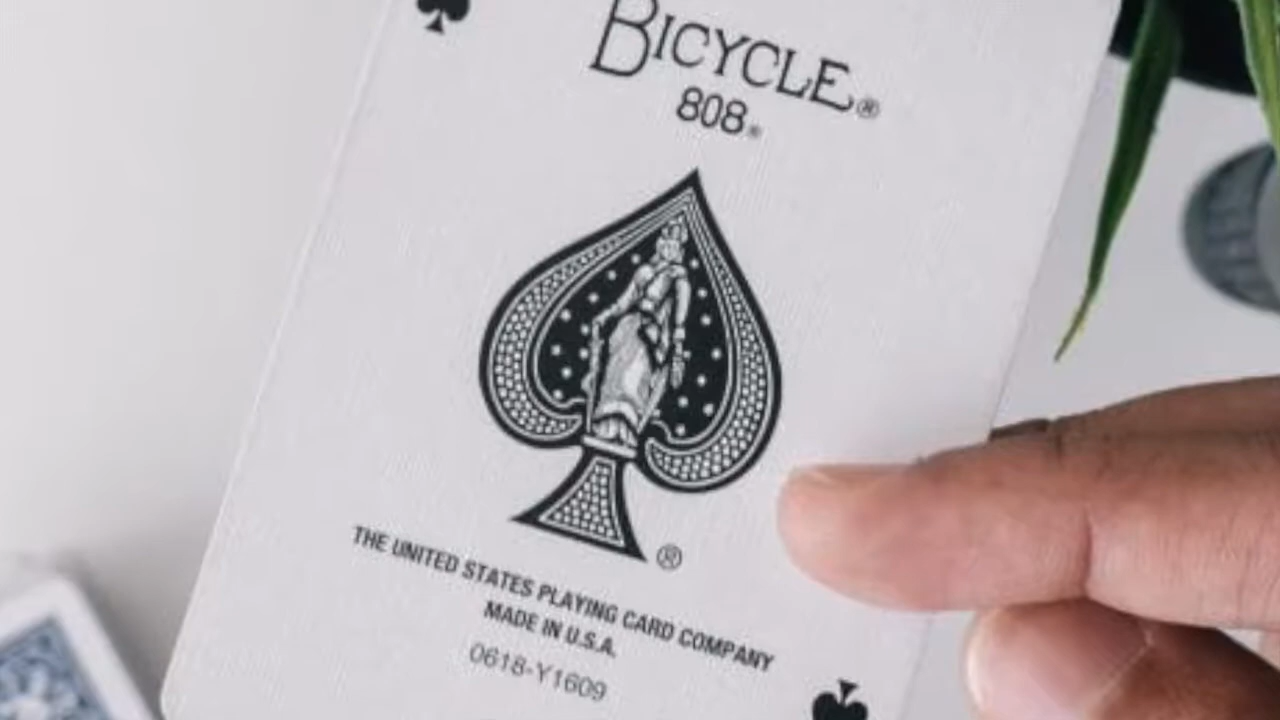 BICYCLE®
808®
®
THE UNITED STATES PLAYING CARD COMPANY
MADE IN U.S.A.
0618-Y1609